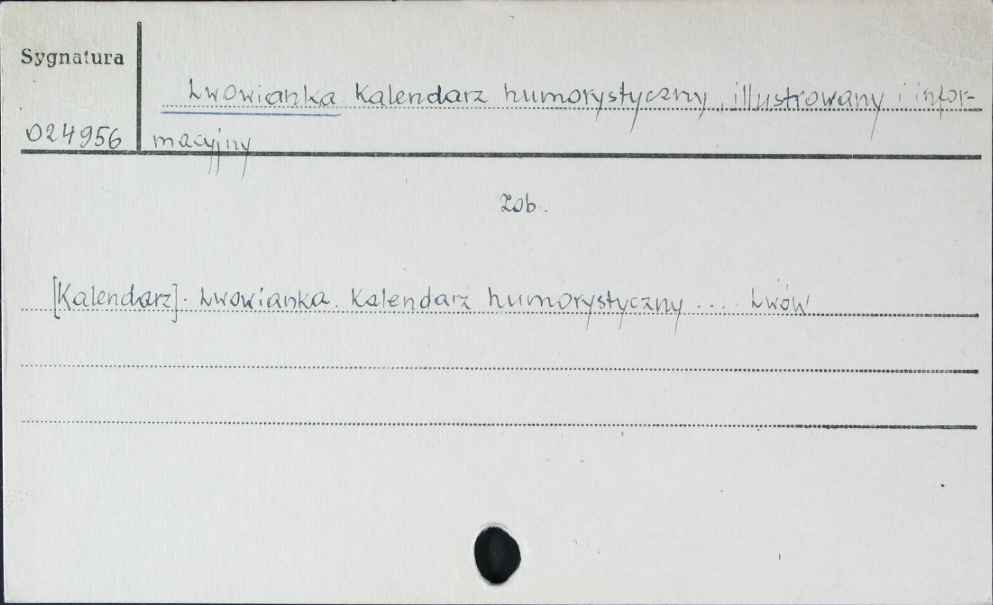 Sygnatura
Lwowianka Kalendarz humorystyczny, illustrowany i infor-
024956 macyjny
zob.
[Kalendarz]. Lwowianka. Kalendarz humorystyczny .... Lwów